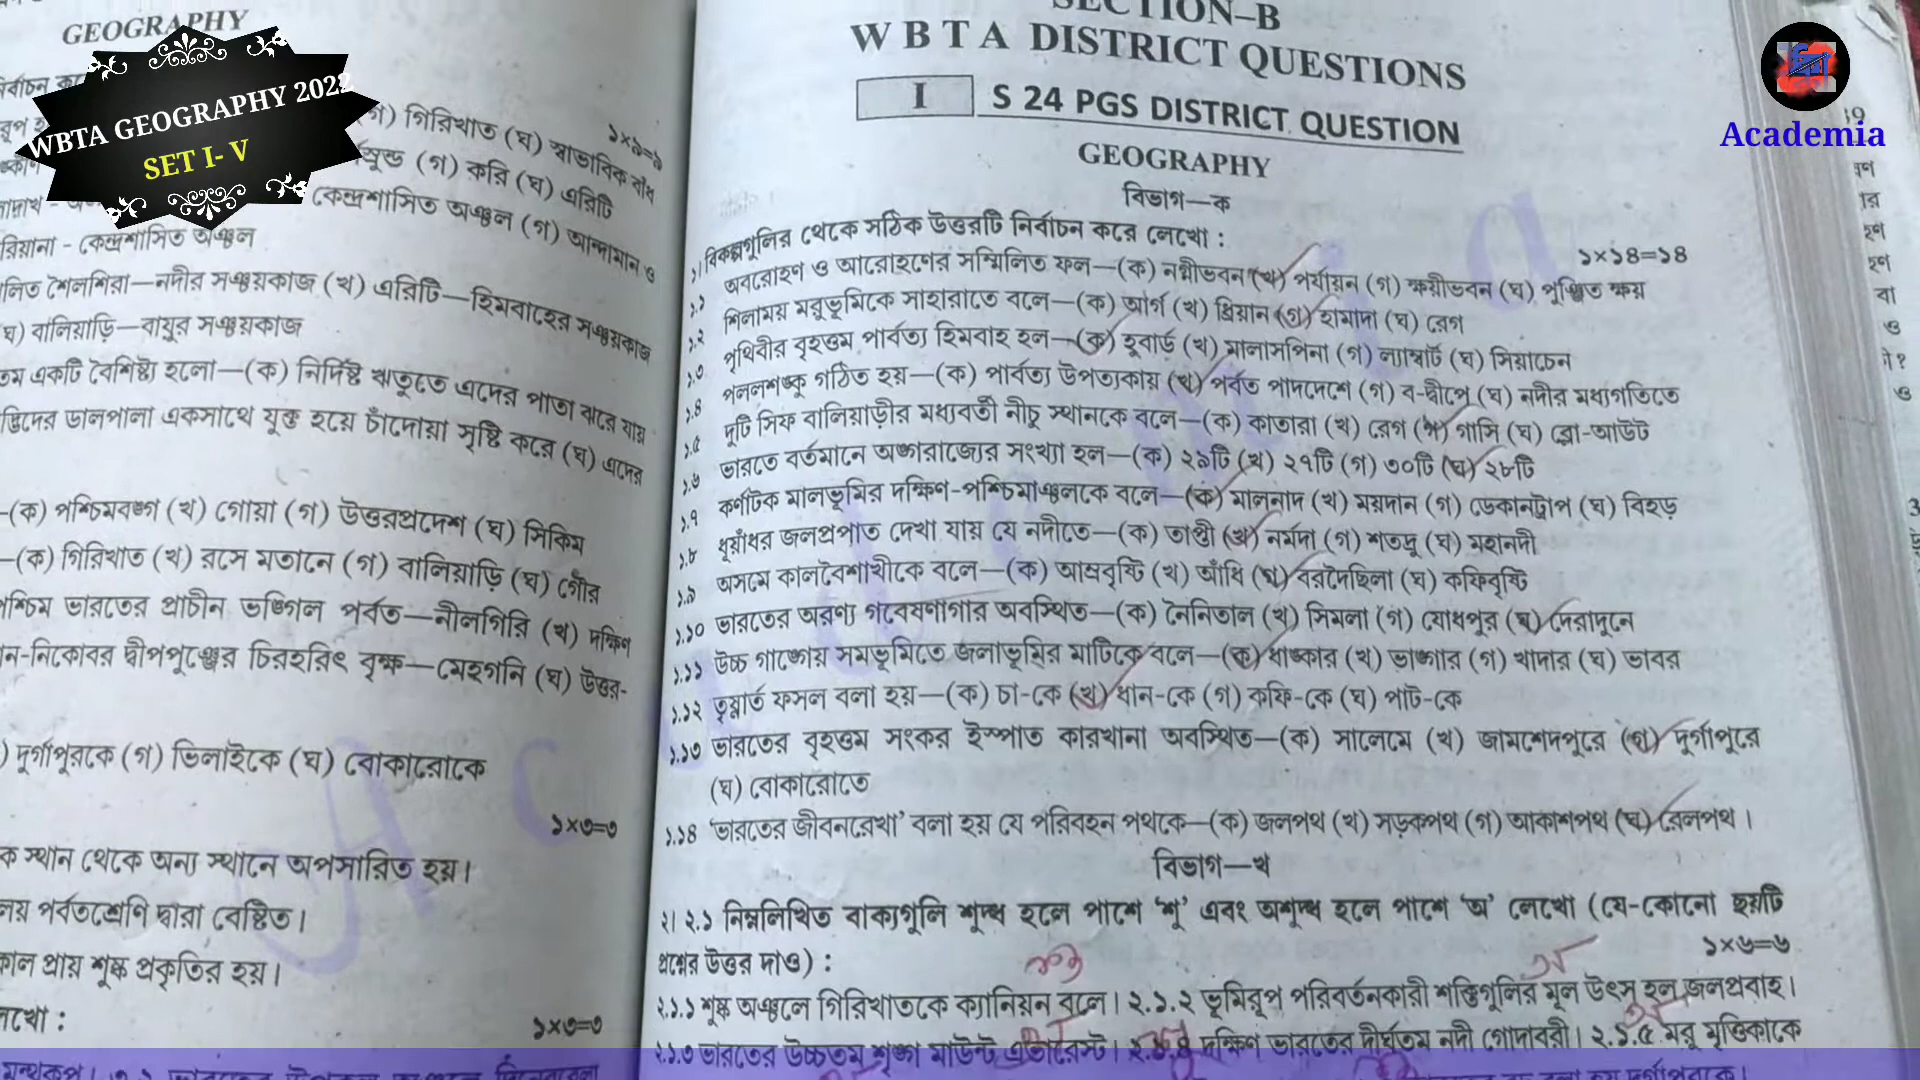 GEOGRAPHY
WBTA GEOGRAPHY 2022
SET I- V
Academia
গ) গিরিখাত (ঘ) স্বাভাবিক বাঁধ
১×৯=৯
(গ) করি (ঘ) এরিটি
কেন্দ্রশাসিত অঞ্চল (গ) আন্দামান ও
রিয়ানা - কেন্দ্রশাসিত অঞ্চল
শৈলশিরা—নদীর সঞ্চয়কাজ (খ) এরিটি—হিমবাহের সঞ্চয়কাজ
ঘ) বালিয়াড়ি—বায়ুর সঞ্চয়কাজ
একটি বৈশিষ্ট্য হলো—(ক) নির্দিষ্ট ঋতুতে এদের পাতা ঝরে যায়
ডালপালা একসাথে যুক্ত হয়ে চাঁদোয়া সৃষ্টি করে (ঘ) এদের
-(ক) পশ্চিমবঙ্গ (খ) গোয়া (গ) উত্তরপ্রদেশ (ঘ) সিকিম
—(ক) গিরিখাত (খ) রসে মতানে (গ) বালিয়াড়ি (ঘ) গৌর
পশ্চিম ভারতের প্রাচীন ভঙ্গিল পর্বত—নীলগিরি (খ) দক্ষিণ
ন-নিকোবর দ্বীপপুঞ্জের চিরহরিৎ বৃক্ষ—মেহগনি (ঘ) উত্তর-
) দুর্গাপুরকে (গ) ভিলাইকে (ঘ) বোকারোকে
১×৩=৩
ক স্থান থেকে অন্য স্থানে অপসারিত হয়।
পর্বতশ্রেণি দ্বারা বেষ্টিত।
কাল প্রায় শুষ্ক প্রকৃতির হয়।
১×৩=৩
SECTION–B
W B T A DISTRICT QUESTIONS
I S 24 PGS DISTRICT QUESTION
GEOGRAPHY
বিভাগ—ক
১। বিকল্পগুলির থেকে সঠিক উত্তরটি নির্বাচন করে লেখো : ১×১৪=১৪
১.১ অবরোহণ ও আরোহণের সম্মিলিত ফল—(ক) নগ্নীভবন (খ) পর্যায়ন (গ) ক্ষয়ীভবন (ঘ) পুঞ্জিত ক্ষয়
১.২ শিলাময় মরুভূমিকে সাহারাতে বলে—(ক) আর্গ (খ) থ্রিয়ান (গ) হামাদা (ঘ) রেগ
১.৩ পৃথিবীর বৃহত্তম পার্বত্য হিমবাহ হল—(ক) হুবার্ড (খ) মালাসপিনা (গ) ল্যাম্বার্ট (ঘ) সিয়াচেন
১.৪ পললশঙ্কু গঠিত হয়—(ক) পার্বত্য উপত্যকায় (খ) পর্বত পাদদেশে (গ) ব-দ্বীপে (ঘ) নদীর মধ্যগতিতে
১.৫ দুটি সিফ বালিয়াড়ীর মধ্যবর্তী নীচু স্থানকে বলে—(ক) কাতারা (খ) রেগ (গ) গাসি (ঘ) ব্লো-আউট
১.৬ ভারতে বর্তমানে অঙ্গরাজ্যের সংখ্যা হল—(ক) ২৯টি (খ) ২৭টি (গ) ৩০টি (ঘ) ২৮টি
১.৭ কর্ণাটক মালভূমির দক্ষিণ-পশ্চিমাঞ্চলকে বলে—(ক) মালনাদ (খ) ময়দান (গ) ডেকানট্রাপ (ঘ) বিহড়
১.৮ ধূয়াঁধর জলপ্রপাত দেখা যায় যে নদীতে—(ক) তাপ্তী (খ) নর্মদা (গ) শতদ্রু (ঘ) মহানদী
১.৯ অসমে কালবৈশাখীকে বলে—(ক) আম্রবৃষ্টি (খ) আঁধি (গ) বরদৈছিলা (ঘ) কফিবৃষ্টি
১.১০ ভারতের অরণ্য গবেষণাগার অবস্থিত—(ক) নৈনিতাল (খ) সিমলা (গ) যোধপুর (ঘ) দেরাদুনে
১.১১ উচ্চ গাঙ্গেয় সমভূমিতে জলাভূমির মাটিকে বলে—(ক) ধাঙ্কার (খ) ভাঙ্গার (গ) খাদার (ঘ) ভাবর
১.১২ তৃষ্ণার্ত ফসল বলা হয়—(ক) চা-কে (খ) ধান-কে (গ) কফি-কে (ঘ) পাট-কে
১.১৩ ভারতের বৃহত্তম সংকর ইস্পাত কারখানা অবস্থিত—(ক) সালেমে (খ) জামশেদপুরে (গ) দুর্গাপুরে
(ঘ) বোকারোতে
১.১৪ ‘ভারতের জীবনরেখা’ বলা হয় যে পরিবহন পথকে—(ক) জলপথ (খ) সড়কপথ (গ) আকাশপথ (ঘ) রেলপথ।
বিভাগ—খ
২। ২.১ নিম্নলিখিত বাক্যগুলি শুদ্ধ হলে পাশে ‘শু’ এবং অশুদ্ধ হলে পাশে ‘অ’ লেখো (যে-কোনো ছয়টি
প্রশ্নের উত্তর দাও) : ১×৬=৬
২.১.১ শুষ্ক অঞ্চলে গিরিখাতকে ক্যানিয়ন বলে। ২.১.২ ভূমিরূপ পরিবর্তনকারী শক্তিগুলির মূল উৎস হল জলপ্রবাহ।
২.১.৩ ভারতের উচ্চতম শৃঙ্গ মাউন্ট এভারেস্ট। ২.১.৪ দক্ষিণ ভারতের দীর্ঘতম নদী গোদাবরী। ২.১.৫ মরু মৃত্তিকাকে